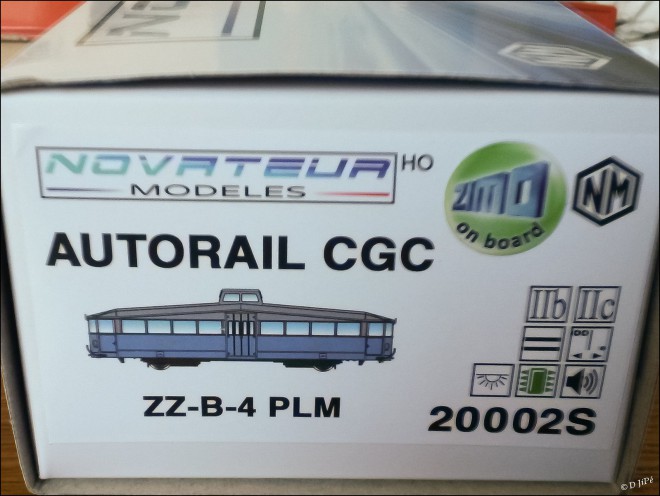 NOVATEUR
MODELES
HO
ZIMO
on board
NM
AUTORAIL CGC
IIb IIc
ZZ-B-4 PLM
20002S
© D JiPé